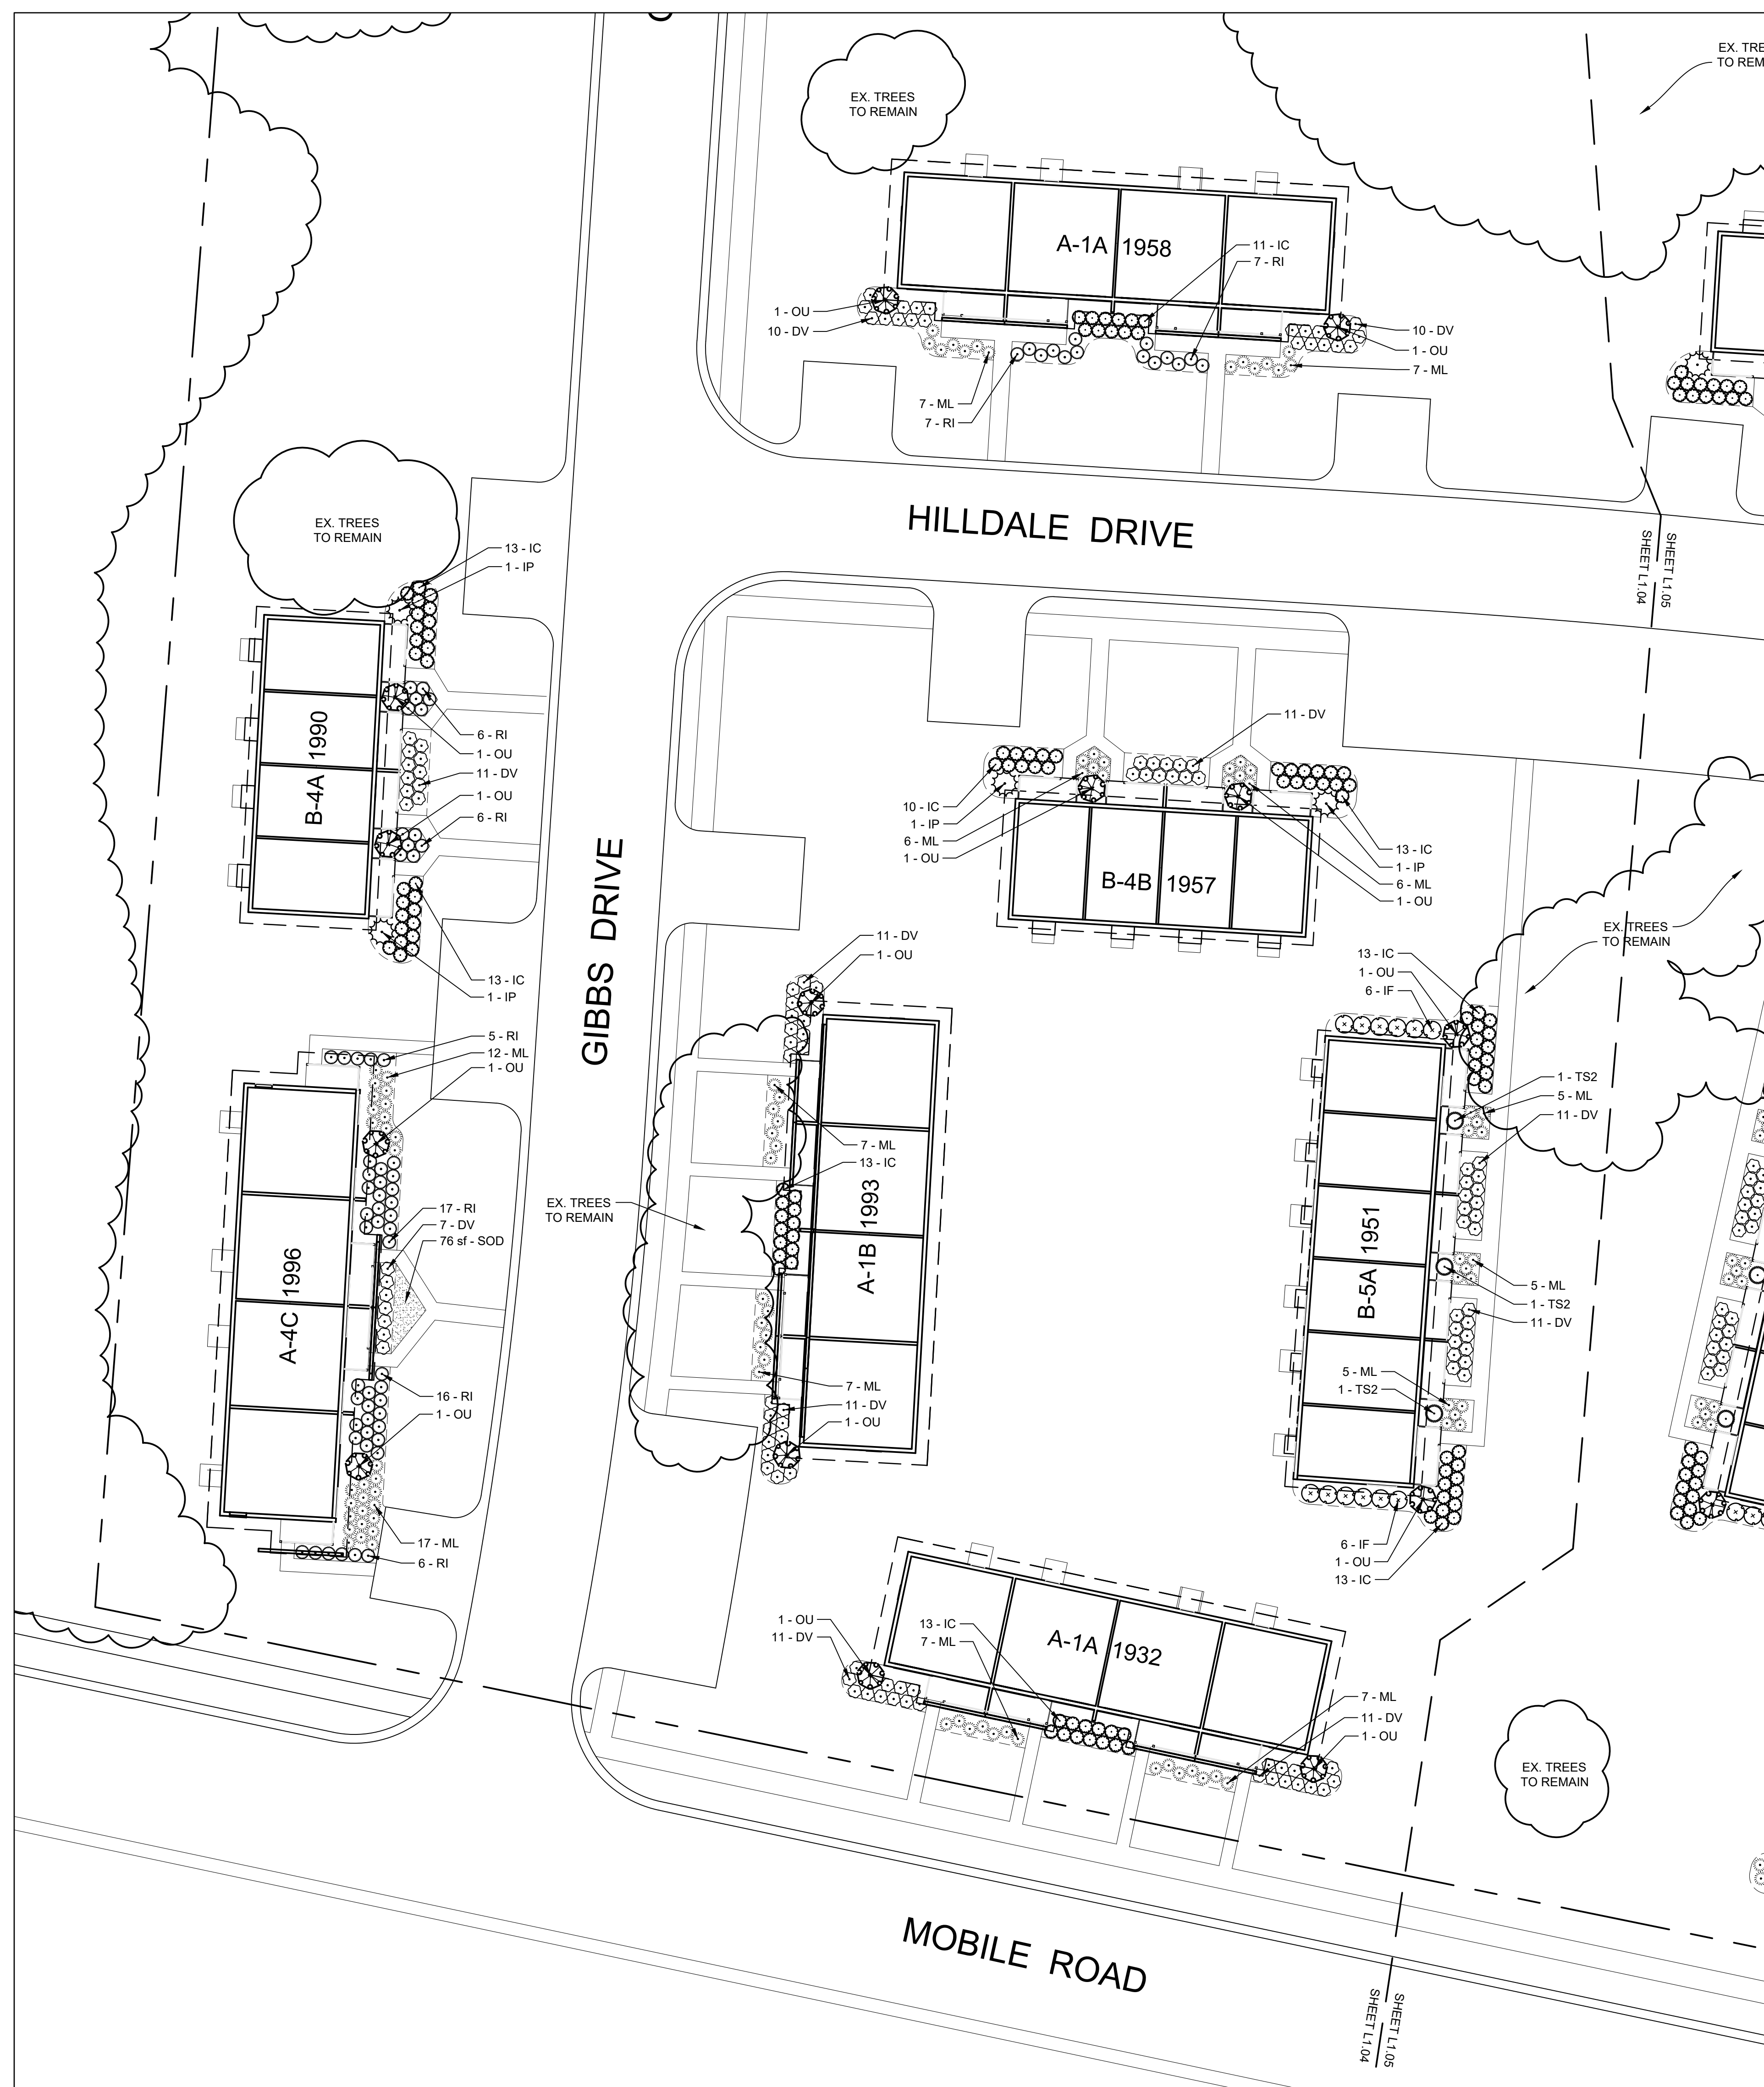 EX. TREES
TO REMAIN
A-1A 1958
11 - IC
7 - RI
1 - OU
10 - DV
10 - DV
1 - OU
7 - ML
7 - ML
7 - RI
HILLDALE DRIVE
SHEET L1.05
SHEET L1.04
EX. TREES
TO REMAIN
13 - IC
1 - IP
B-4A 1990
6 - RI
1 - OU
11 - DV
1 - OU
6 - RI
13 - IC
1 - IP
11 - DV
10 - IC
1 - IP
6 - ML
1 - OU
B-4B 1957
13 - IC
1 - IP
6 - ML
1 - OU
GIBBS DRIVE
5 - RI
12 - ML
1 - OU
A-4C 1996
17 - RI
7 - DV
76 sf - SOD
16 - RI
1 - OU
17 - ML
6 - RI
11 - DV
1 - OU
7 - ML
13 - IC
A-1B 1993
EX. TREES
TO REMAIN
7 - ML
11 - DV
1 - OU
EX. TREES
TO REMAIN
13 - IC
1 - OU
6 - IF
1 - TS2
5 - ML
11 - DV
B-5A 1951
5 - ML
1 - TS2
11 - DV
5 - ML
1 - TS2
6 - IF
1 - OU
13 - IC
1 - OU
11 - DV
13 - IC
7 - ML
A-1A 1932
7 - ML
11 - DV
1 - OU
EX. TREES
TO REMAIN
MOBILE ROAD
SHEET L1.05
SHEET L1.04